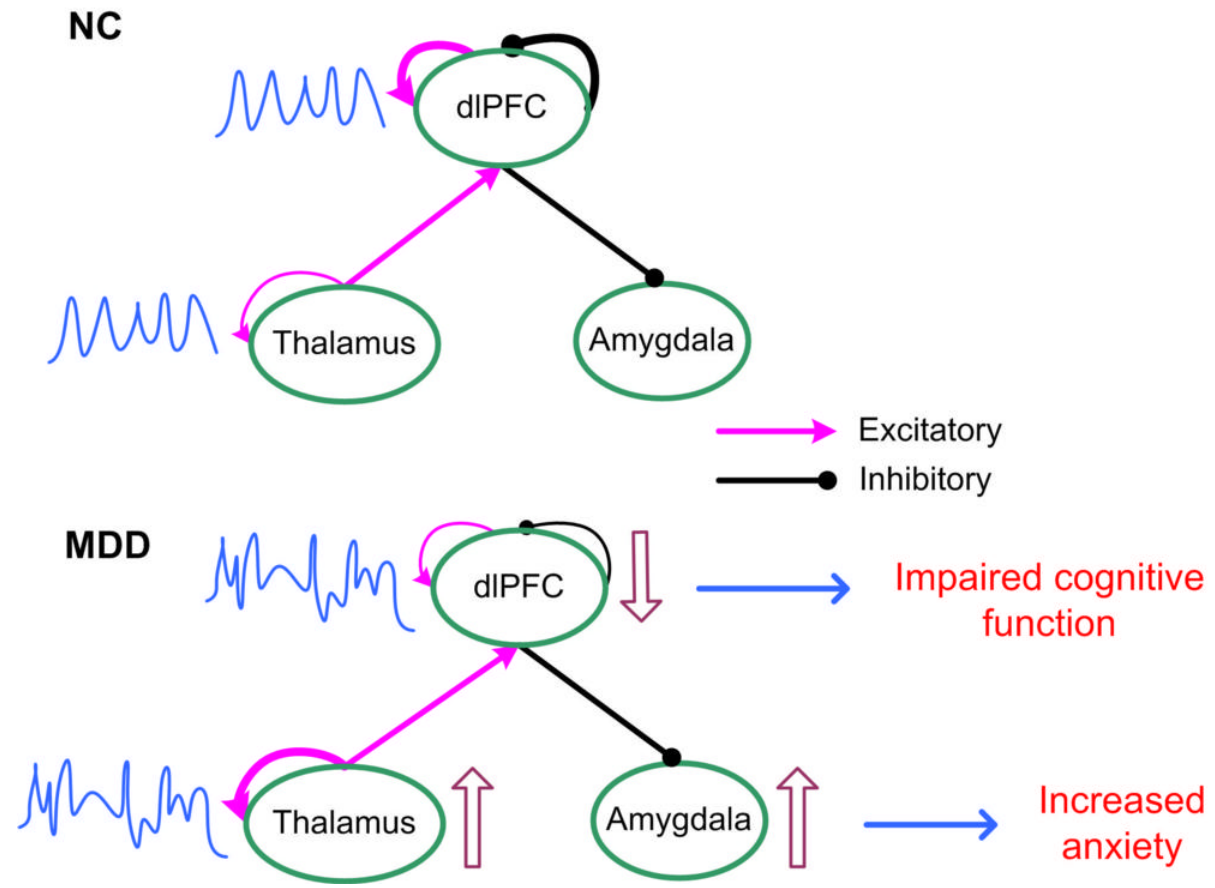 NC
dlPFC
Thalamus
Amygdala
Excitatory
Inhibitory
MDD
dlPFC
Impaired cognitive
function
Thalamus
Amygdala
Increased
anxiety